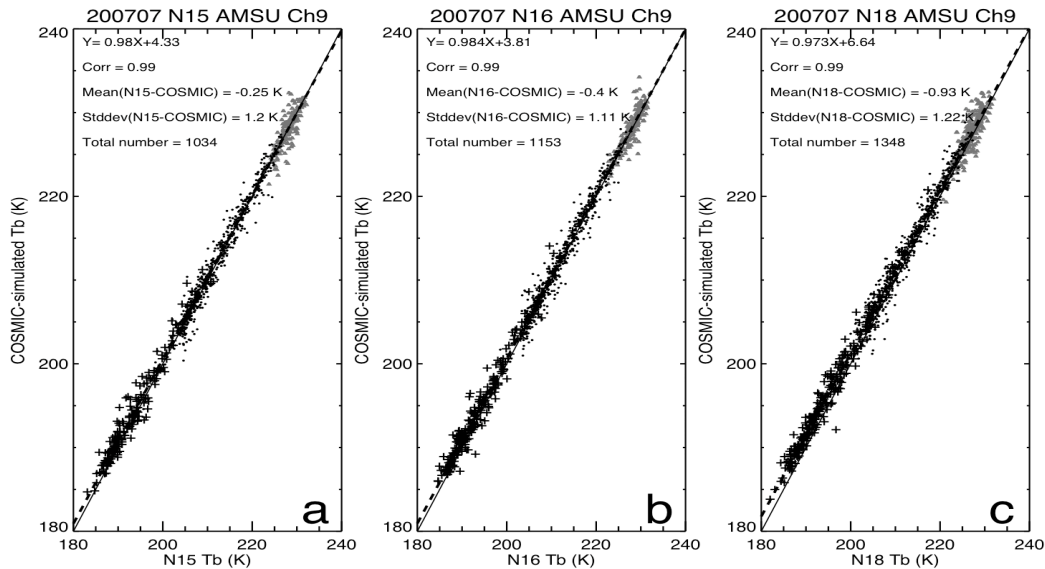 200707 N15 AMSU Ch9
240
220
200
180
COSMIC-simulated Tb (K)
Y= 0.98X+4.33
Corr = 0.99
Mean(N15-COSMIC) = -0.25 K
Stddev(N15-COSMIC) = 1.2 K
Total number = 1034
a
180 200 220 240
N15 Tb (K)
200707 N16 AMSU Ch9
240
220
200
180
COSMIC-simulated Tb (K)
Y= 0.984X+3.81
Corr = 0.99
Mean(N16-COSMIC) = -0.4 K
Stddev(N16-COSMIC) = 1.11 K
Total number = 1153
b
180 200 220 240
N16 Tb (K)
200707 N18 AMSU Ch9
240
220
200
180
COSMIC-simulated Tb (K)
Y= 0.973X+6.64
Corr = 0.99
Mean(N18-COSMIC) = -0.93 K
Stddev(N18-COSMIC) = 1.22 K
Total number = 1348
c
180 200 220 240
N18 Tb (K)